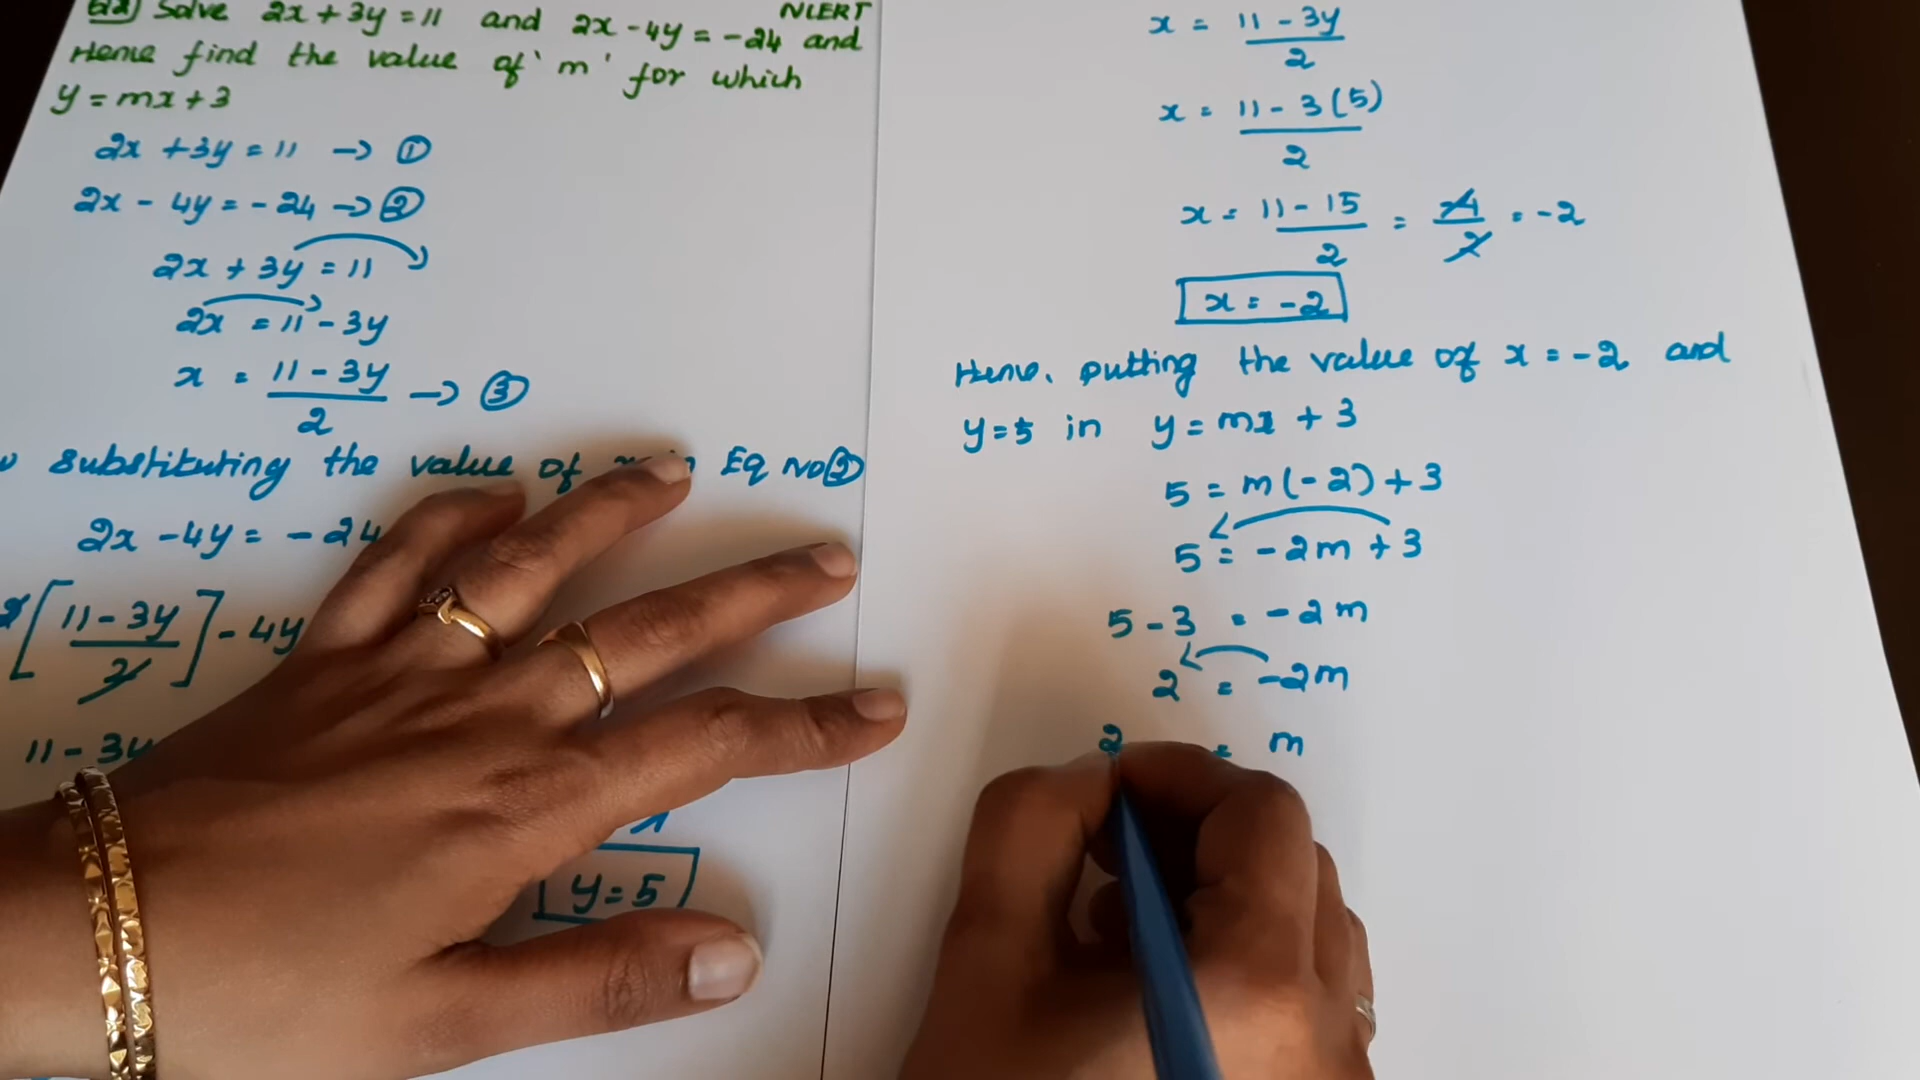 Q2) Solve 2x + 3y = 11 and 2x - 4y = -24 and
Hence find the value of 'm' for which
y = mx + 3
2x + 3y = 11 → ①
2x - 4y = -24 → ②
2x + 3y = 11
2x = 11 - 3y
x = 11 - 3y / 2 → ③
substituting the value of in Eq No ②
2x - 4y = -24
2[11 - 3y / 2] - 4y
11 - 3y
y = 5
x = 11 - 3y / 2
x = 11 - 3(5) / 2
x = 11 - 15 / 2 = -4 / 2 = -2
x = -2
Hence, putting the value of x = -2 and
y = 5 in y = mx + 3
5 = m(-2) + 3
5 = -2m + 3
5 - 3 = -2m
2 = -2m
2 = m